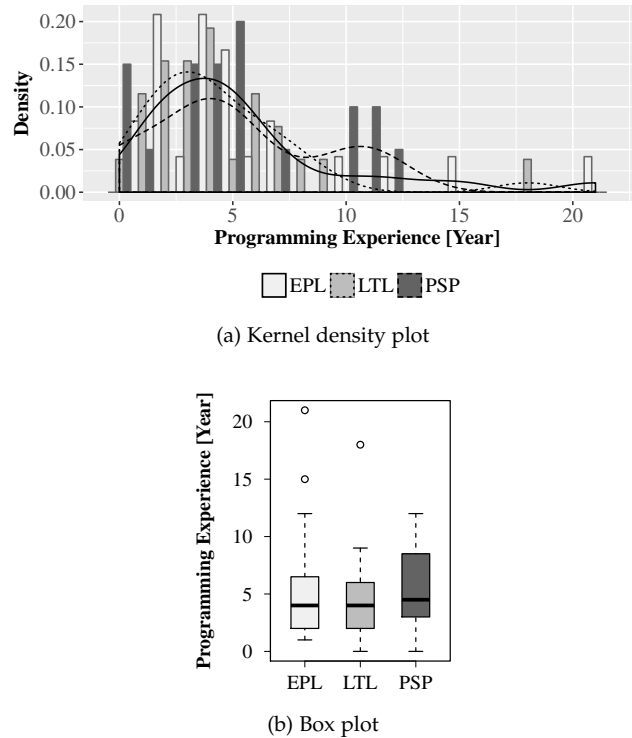 0.20
0.15
0.10
0.05
0.00
Density
0 5 10 15 20
Programming Experience [Year]
EPL LTL PSP
(a) Kernel density plot
20
15
10
5
0
Programming Experience [Year]
EPL LTL PSP
(b) Box plot